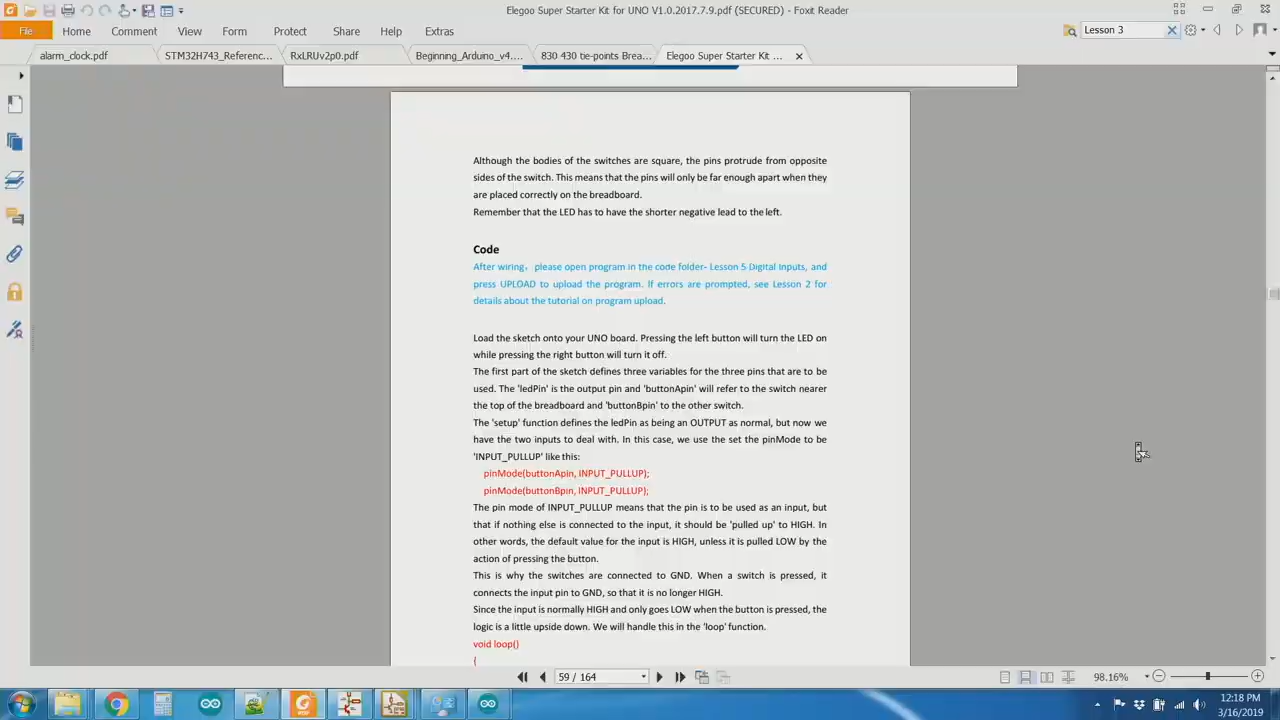 Elegoo Super Starter Kit for UNO V1.0.2017.7.9.pdf (SECURED) - Foxit Reader
File Home Comment View Form Protect Share Help Extras
Lesson 3
alarm_clock.pdf STM32H743_Referenc... RxLRUv2p0.pdf Beginning_Arduino_v4.... 830 430 tie-points Brea... Elegoo Super Starter Kit ...
Although the bodies of the switches are square, the pins protrude from opposite
sides of the switch. This means that the pins will only be far enough apart when they
are placed correctly on the breadboard.
Remember that the LED has to have the shorter negative lead to the left.
Code
After wiring, please open program in the code folder- Lesson 5 Digital Inputs, and
press UPLOAD to upload the program. If errors are prompted, see Lesson 2 for
details about the tutorial on program upload.
Load the sketch onto your UNO board. Pressing the left button will turn the LED on
while pressing the right button will turn it off.
The first part of the sketch defines three variables for the three pins that are to be
used. The 'ledPin' is the output pin and 'buttonApin' will refer to the switch nearer
the top of the breadboard and 'buttonBpin' to the other switch.
The 'setup' function defines the ledPin as being an OUTPUT as normal, but now we
have the two inputs to deal with. In this case, we use the set the pinMode to be
'INPUT_PULLUP' like this:
pinMode(buttonApin, INPUT_PULLUP);
pinMode(buttonBpin, INPUT_PULLUP);
The pin mode of INPUT_PULLUP means that the pin is to be used as an input, but
that if nothing else is connected to the input, it should be 'pulled up' to HIGH. In
other words, the default value for the input is HIGH, unless it is pulled LOW by the
action of pressing the button.
This is why the switches are connected to GND. When a switch is pressed, it
connects the input pin to GND, so that it is no longer HIGH.
Since the input is normally HIGH and only goes LOW when the button is pressed, the
logic is a little upside down. We will handle this in the 'loop' function.
void loop()
{
59 / 164
98.16%
12:18 PM
3/16/2019